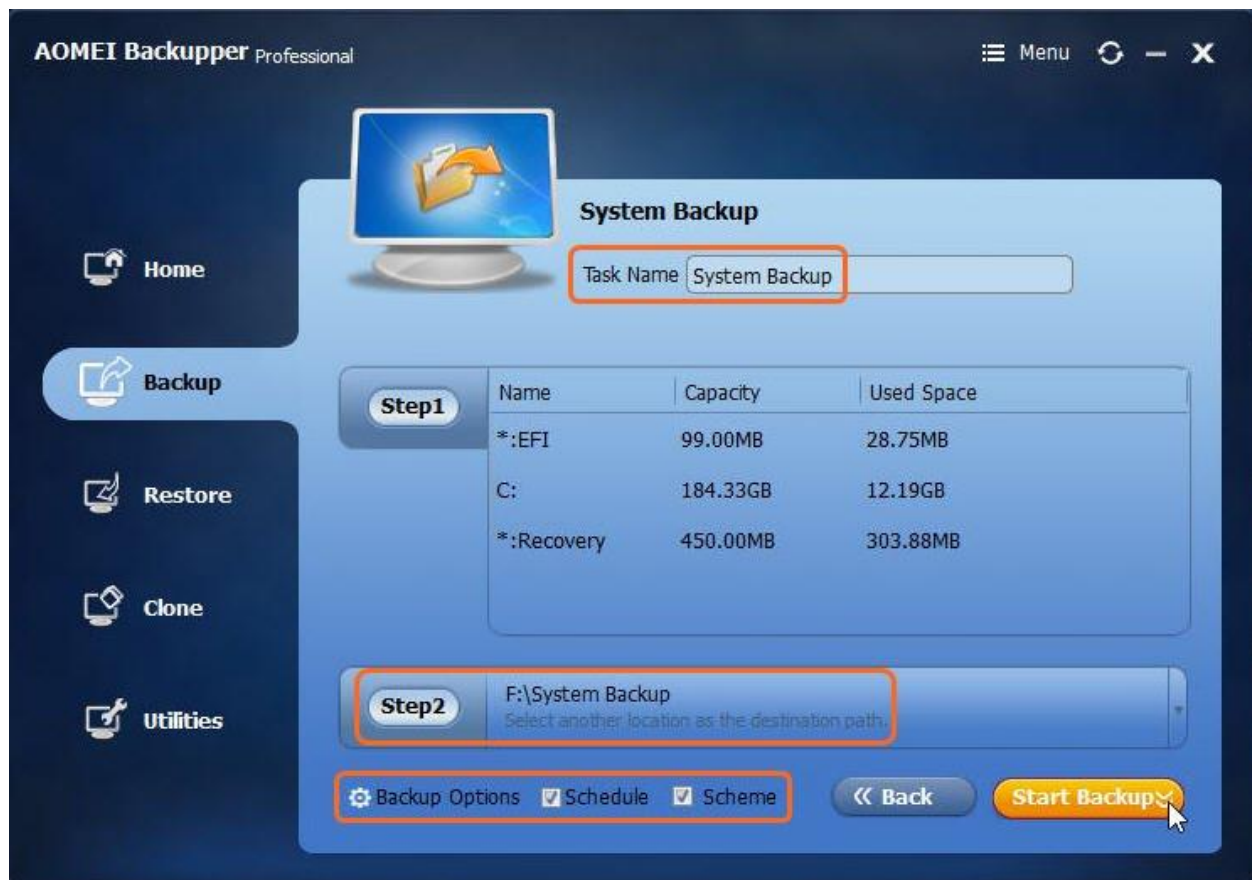 AOMEI Backupper Professional
Menu
System Backup
Task Name System Backup
Home
Backup
Restore
Clone
Utilities
Step1
Name Capacity Used Space
*:EFI 99.00MB 28.75MB
C: 184.33GB 12.19GB
*:Recovery 450.00MB 303.88MB
Step2
F:\System Backup
Select another location as the destination path.
Backup Options Schedule Scheme
Back
Start Backup